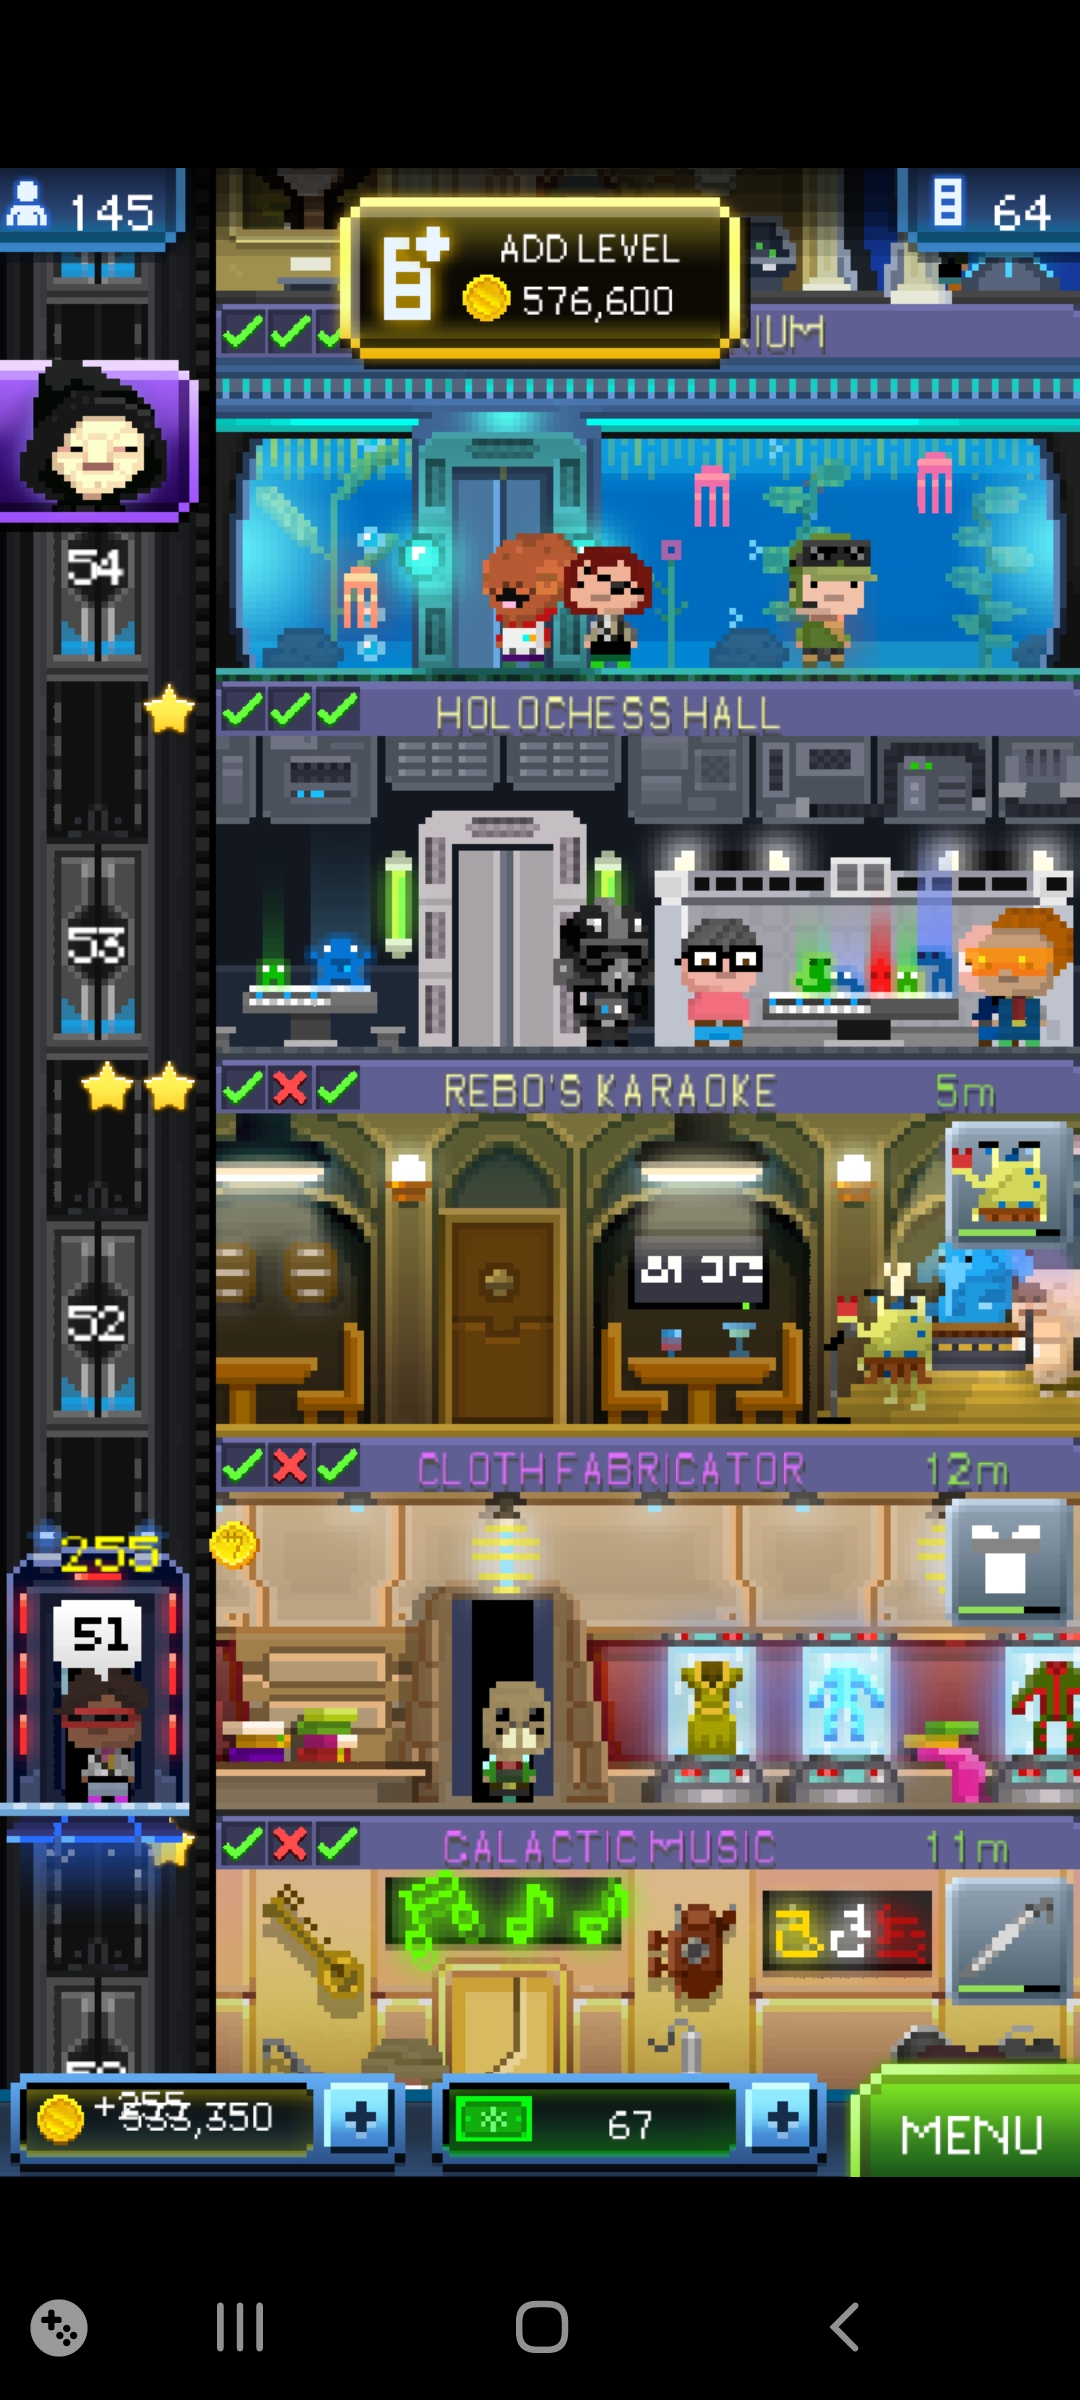 145
64
ADD LEVEL
576,600
RIUM
54
HOLOCHESS HALL
53
REBO'S KARAOKE 5m
52
CLOTH FABRICATOR 12m
255
51
GALACTIC MUSIC 11m
+255
533,350
67
MENU